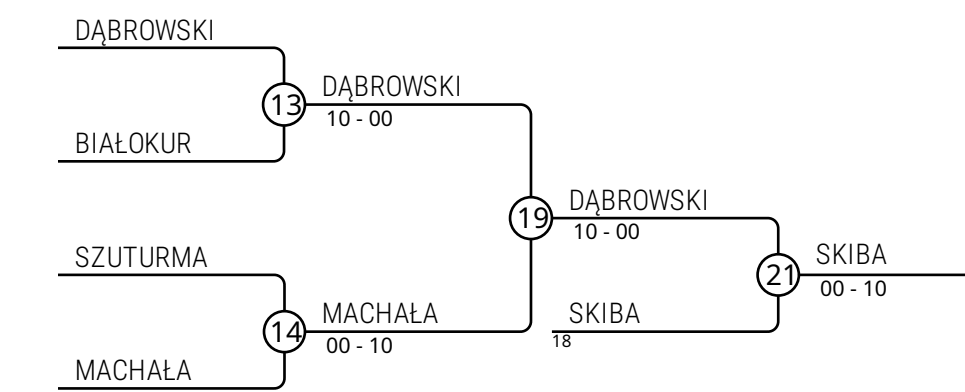 DĄBROWSKI
13
DĄBROWSKI
10 - 00
BIAŁOKUR
19
DĄBROWSKI
10 - 00
SZUTURMA
21
SKIBA
00 - 10
14
MACHAŁA
00 - 10
SKIBA
18
MACHAŁA